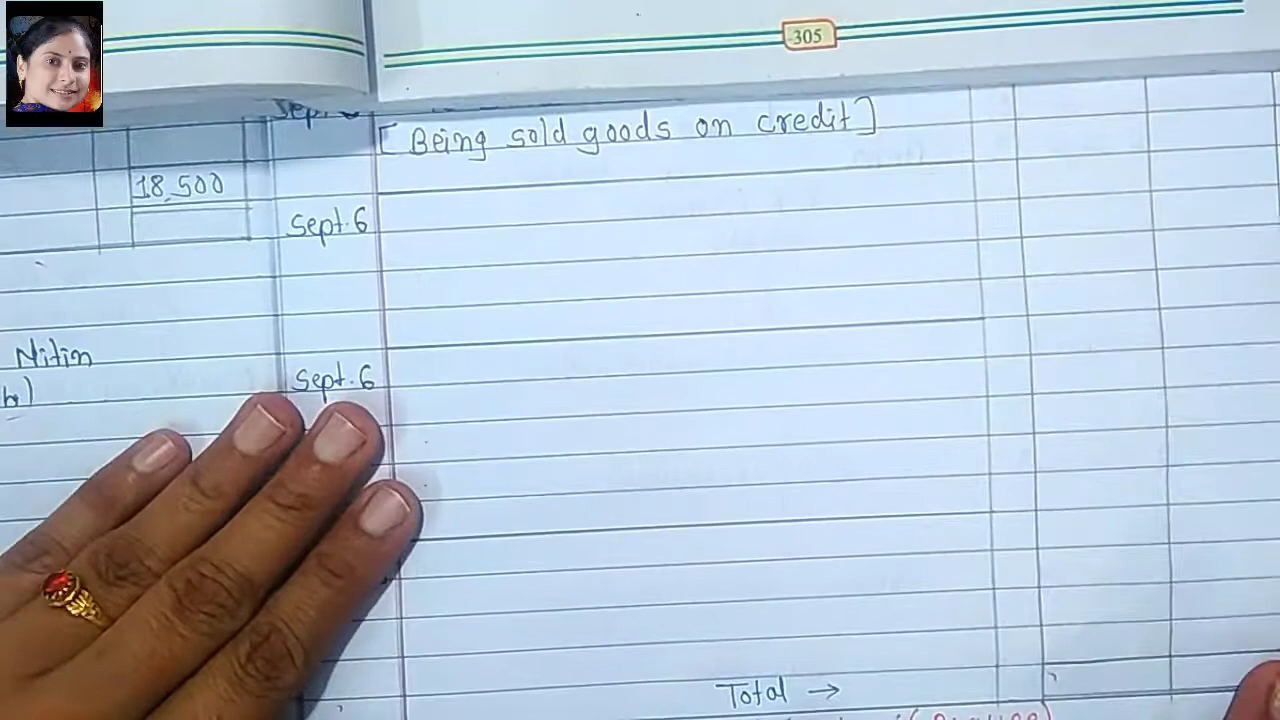 305
[Being sold goods on credit]
18,500
Sept. 6
Nitin
Sept. 6
Total →